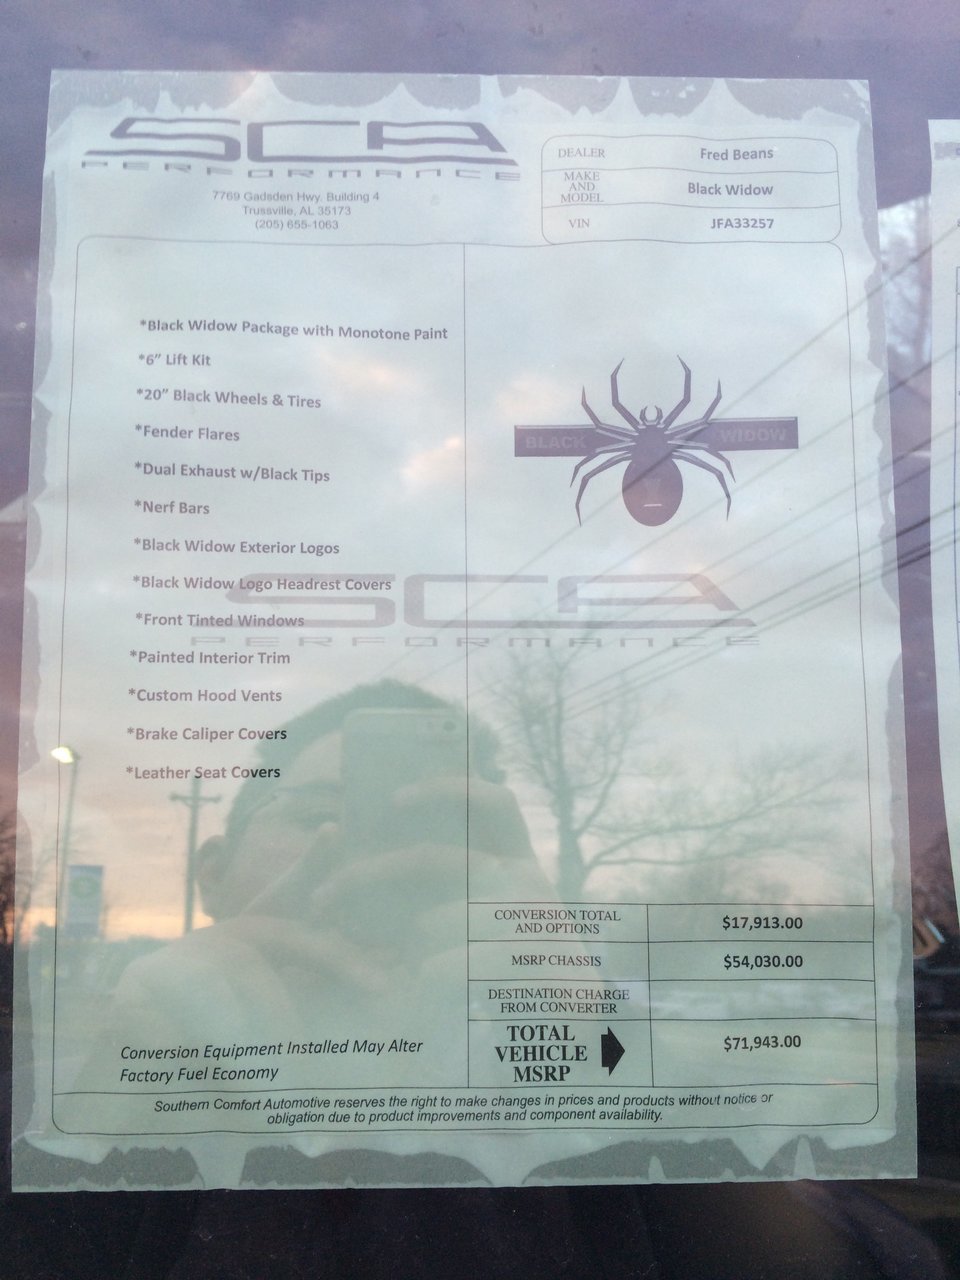 SCA
PERFORMANCE
7769 Gadsden Hwy. Building 4
Trussville, AL 35173
(205) 655-1063
DEALER Fred Beans
MAKE
AND
MODEL
Black Widow
VIN JFA33257
*Black Widow Package with Monotone Paint
*6" Lift Kit
*20" Black Wheels & Tires
*Fender Flares
*Dual Exhaust w/Black Tips
*Nerf Bars
*Black Widow Exterior Logos
*Black Widow Logo Headrest Covers
*Front Tinted Windows
*Painted Interior Trim
*Custom Hood Vents
*Brake Caliper Covers
*Leather Seat Covers
BLACK WIDOW
SCA
PERFORMANCE
CONVERSION TOTAL
AND OPTIONS
$17,913.00
MSRP CHASSIS $54,030.00
DESTINATION CHARGE
FROM CONVERTER
TOTAL
VEHICLE
MSRP
$71,943.00
Conversion Equipment Installed May Alter
Factory Fuel Economy
Southern Comfort Automotive reserves the right to make changes in prices and products without notice or
obligation due to product improvements and component availability.